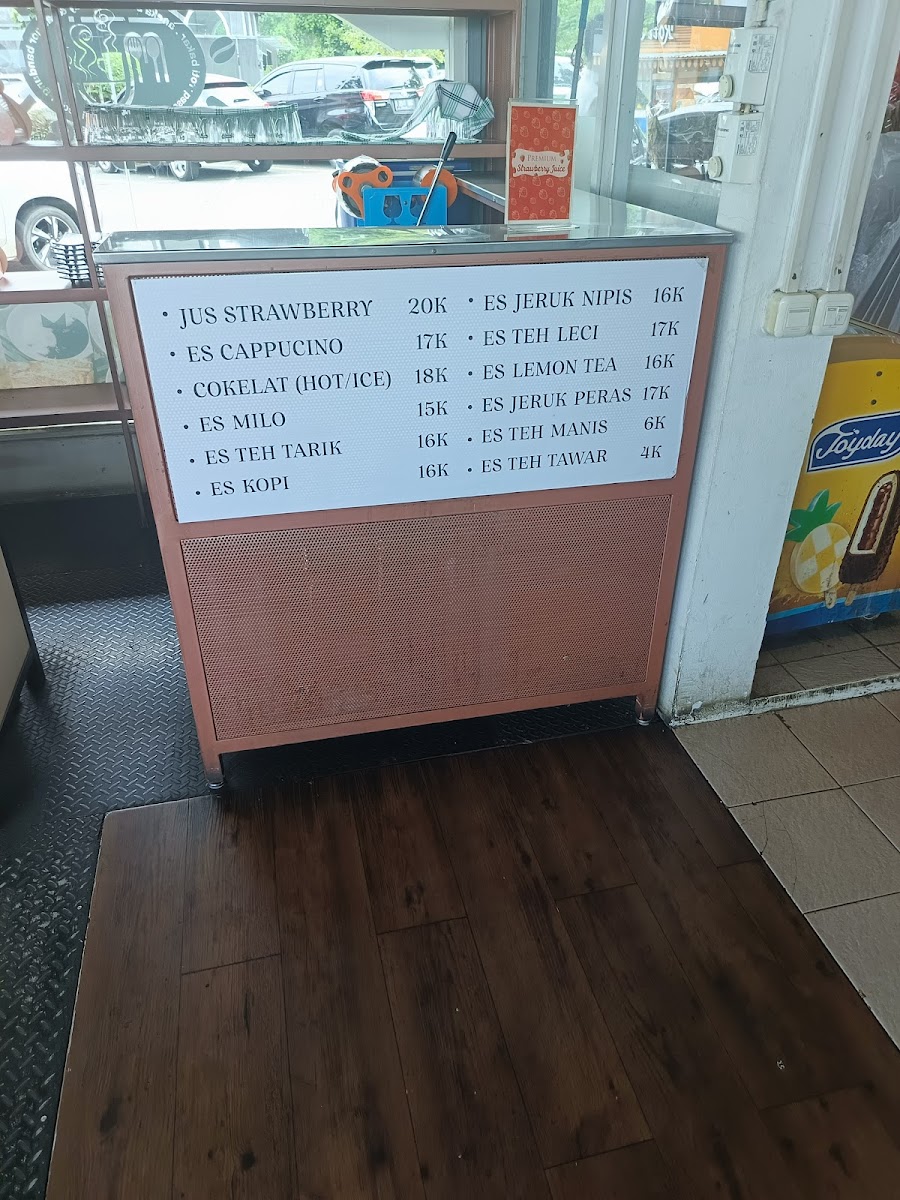 PREMIUM
Strawberry Juice
• JUS STRAWBERRY 20K
• ES CAPPUCINO 17K
• COKELAT (HOT/ICE) 18K
• ES MILO 15K
• ES TEH TARIK 16K
• ES KOPI 16K
• ES JERUK NIPIS 16K
• ES TEH LECI 17K
• ES LEMON TEA 16K
• ES JERUK PERAS 17K
• ES TEH MANIS 6K
• ES TEH TAWAR 4K
Joyday